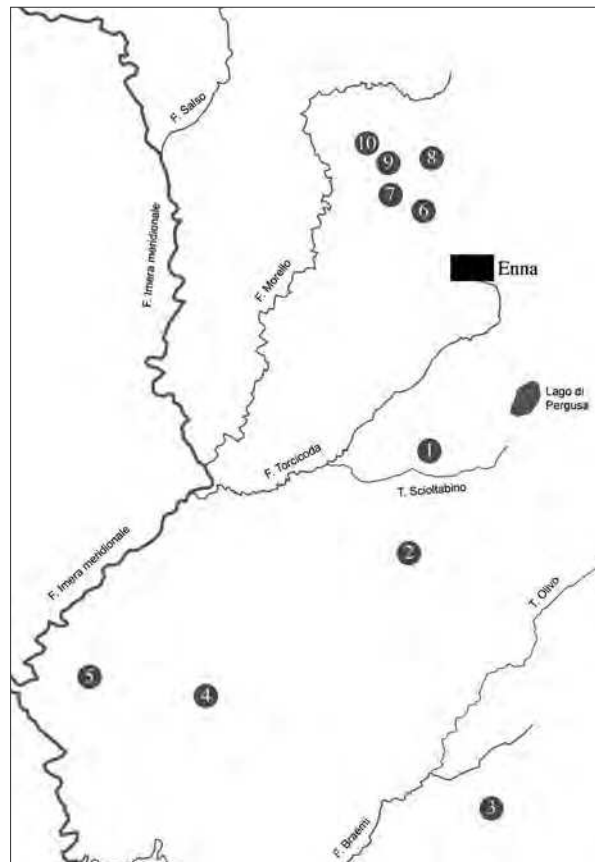 F. Salso
10
9
8
7
6
F. Imera meridionale
F. Morello
Enna
Lago di
Pergusa
1
F. Torcicoda
T. Scioltabino
2
F. Imera meridionale
T. Olivo
5
4
3
F. Braemi